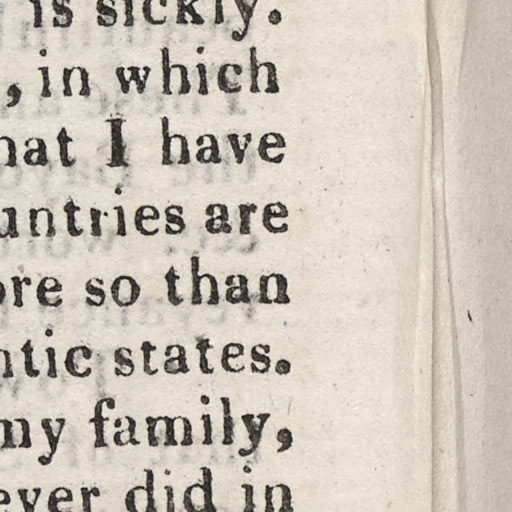 is sickly.
, in which
hat I have
untries are
ore so than
ntic states.
my family,
ever did in